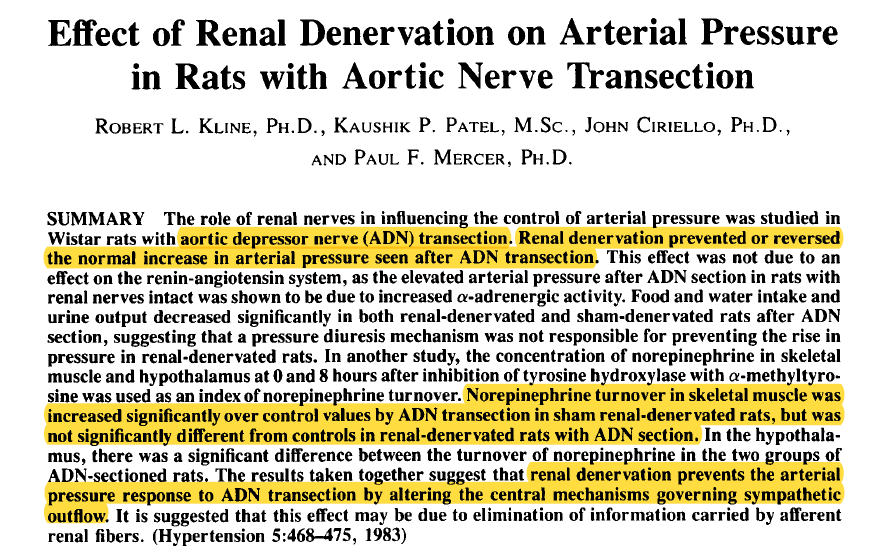 Effect of Renal Denervation on Arterial Pressure
in Rats with Aortic Nerve Transection
ROBERT L. KLINE, PH.D., KAUSHIK P. PATEL, M.SC., JOHN CIRIELLO, PH.D.,
AND PAUL F. MERCER, PH.D.
SUMMARY The role of renal nerves in influencing the control of arterial pressure was studied in
Wistar rats with aortic depressor nerve (ADN) transection. Renal denervation prevented or reversed
the normal increase in arterial pressure seen after ADN transection. This effect was not due to an
effect on the renin-angiotensin system, as the elevated arterial pressure after ADN section in rats with
renal nerves intact was shown to be due to increased α-adrenergic activity. Food and water intake and
urine output decreased significantly in both renal-denervated and sham-denervated rats after ADN
section, suggesting that a pressure diuresis mechanism was not responsible for preventing the rise in
pressure in renal-denervated rats. In another study, the concentration of norepinephrine in skeletal
muscle and hypothalamus at 0 and 8 hours after inhibition of tyrosine hydroxylase with α-methyltyro-
sine was used as an index of norepinephrine turnover. Norepinephrine turnover in skeletal muscle was
increased significantly over control values by ADN transection in sham renal-denervated rats, but was
not significantly different from controls in renal-denervated rats with ADN section. In the hypothala-
mus, there was a significant difference between the turnover of norepinephrine in the two groups of
ADN-sectioned rats. The results taken together suggest that renal denervation prevents the arterial
pressure response to ADN transection by altering the central mechanisms governing sympathetic
outflow. It is suggested that this effect may be due to elimination of information carried by afferent
renal fibers. (Hypertension 5:468–475, 1983)